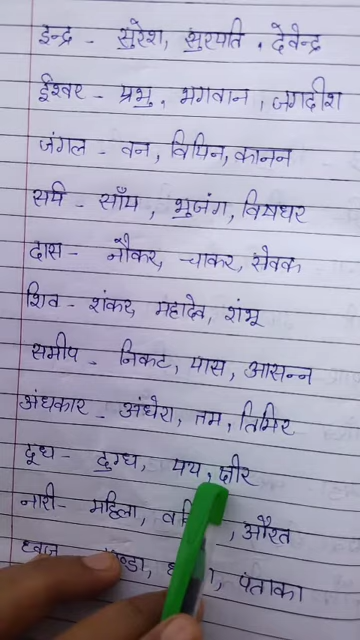 इन्द्र - सुरेश, सुरपति, देवेन्द्र
ईश्वर - प्रभु, भगवान, जगदीश
जंगल - वन, विपिन, कानन
सर्प - साँप, भुजंग, विषधर
दास - नौकर, चाकर, सेवक
शिव - शंकर, महादेव, शंभू
समीप - निकट, पास, आसन्न
अंधकार - अंधेरा, तम, तिमिर
दूध - दुग्ध, पय, क्षीर
नारी - महिला, औरत
ध्वज पताका